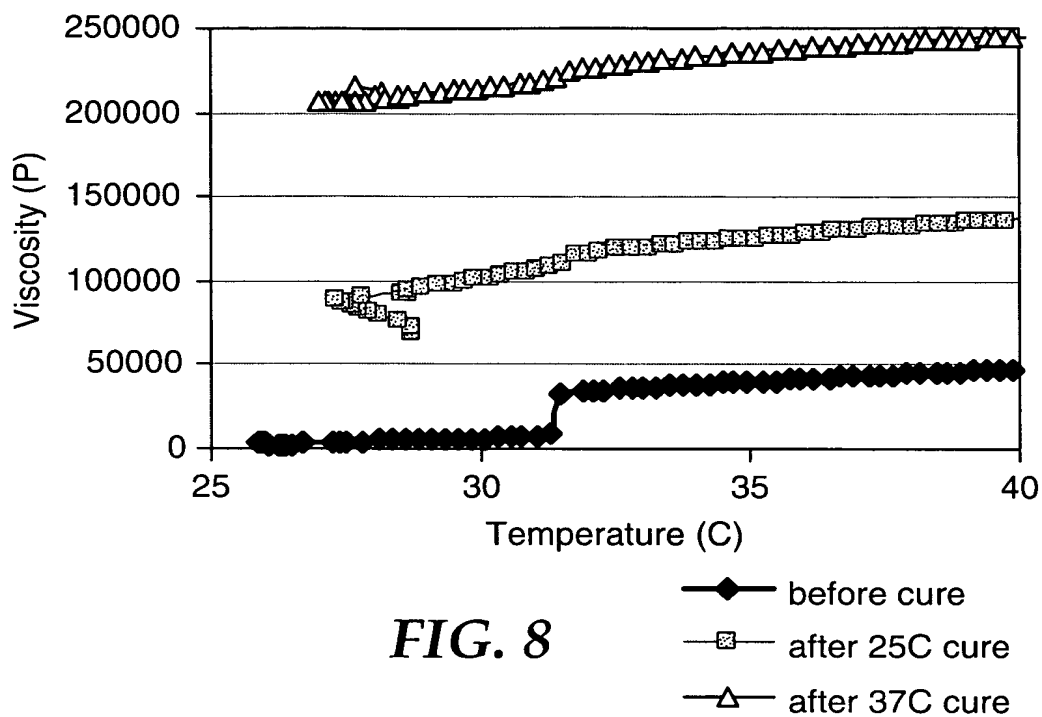 250000
200000
150000
100000
50000
0
Viscosity (P)
25 30 35 40
Temperature (C)
before cure
FIG. 8
after 25C cure
after 37C cure